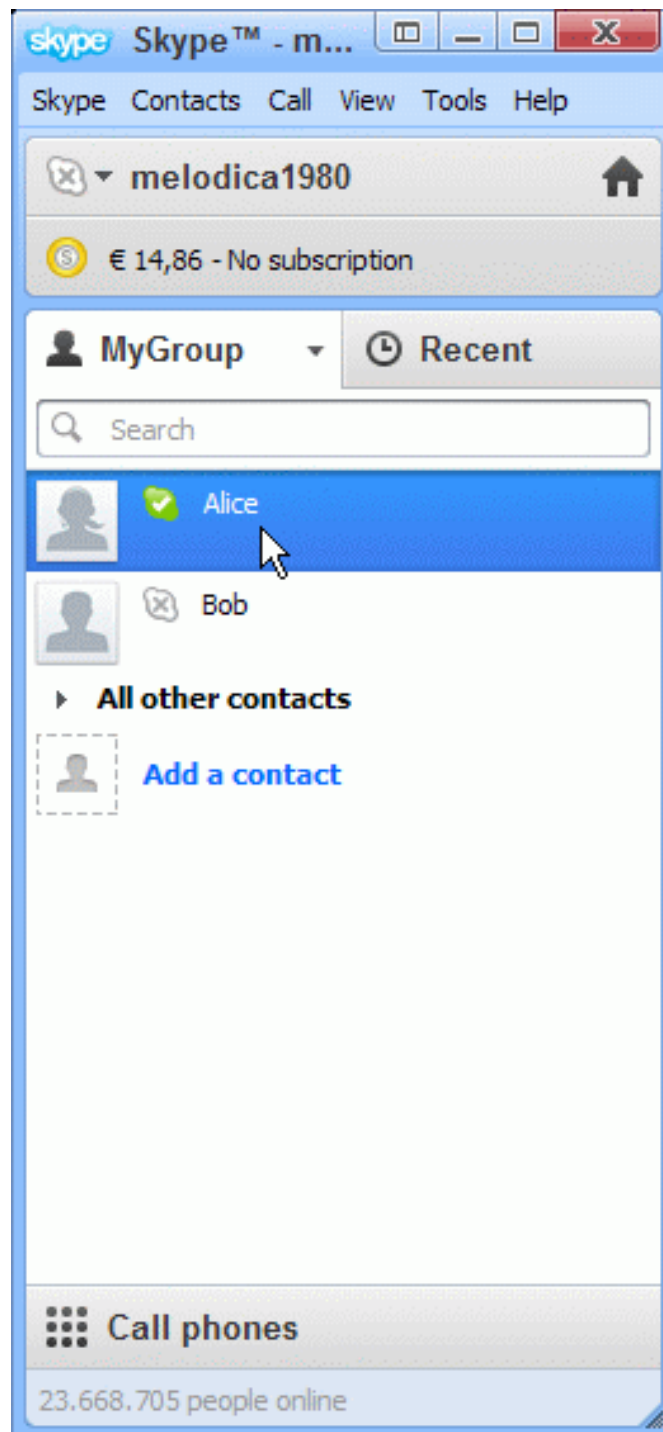 skype Skype™ - m...
Skype Contacts Call View Tools Help
melodica1980
€ 14,86 - No subscription
MyGroup Recent
Search
Alice
Bob
All other contacts
Add a contact
Call phones
23.668.705 people online